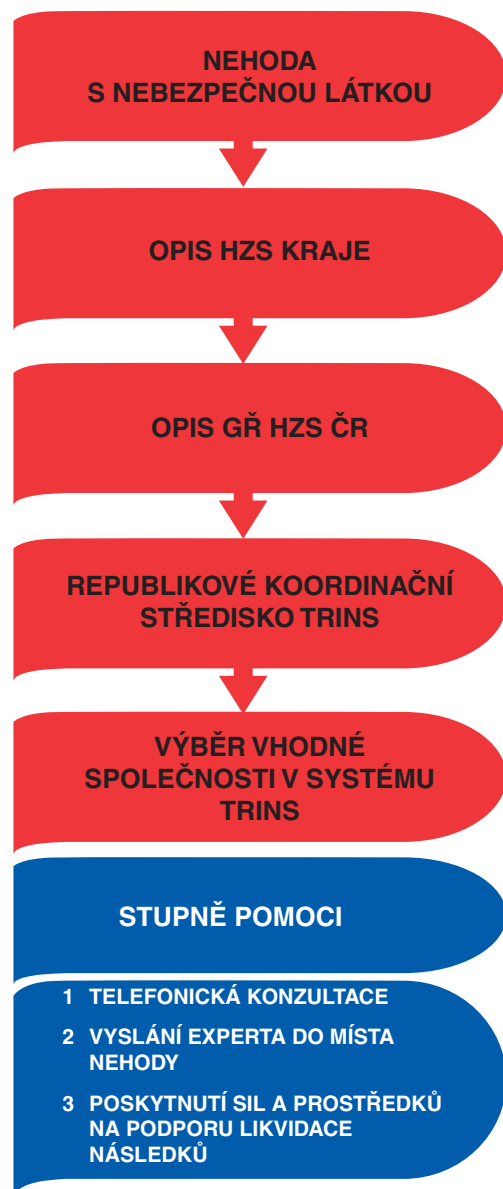 NEHODA
S NEBEZPEČNOU LÁTKOU
OPIS HZS KRAJE
OPIS GŘ HZS ČR
REPUBLIKOVÉ KOORDINAČNÍ
STŘEDISKO TRINS
VÝBĚR VHODNÉ
SPOLEČNOSTI V SYSTÉMU
TRINS
STUPNĚ POMOCI
1 TELEFONICKÁ KONZULTACE
2 VYSLÁNÍ EXPERTA DO MÍSTA
NEHODY
3 POSKYTNUTÍ SIL A PROSTŘEDKŮ
NA PODPORU LIKVIDACE
NÁSLEDKŮ